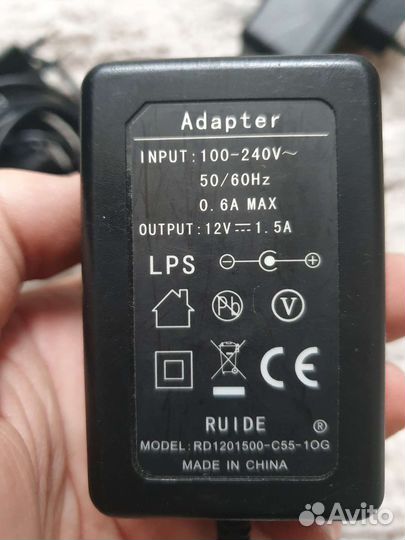 Adapter
INPUT:100-240V~
50/60Hz
0.6A MAX
OUTPUT:12V⎓1.5A
LPS
Pb
V
CE
RUIDE ®
MODEL:RD1201500-C55-1OG
MADE IN CHINA
Avito